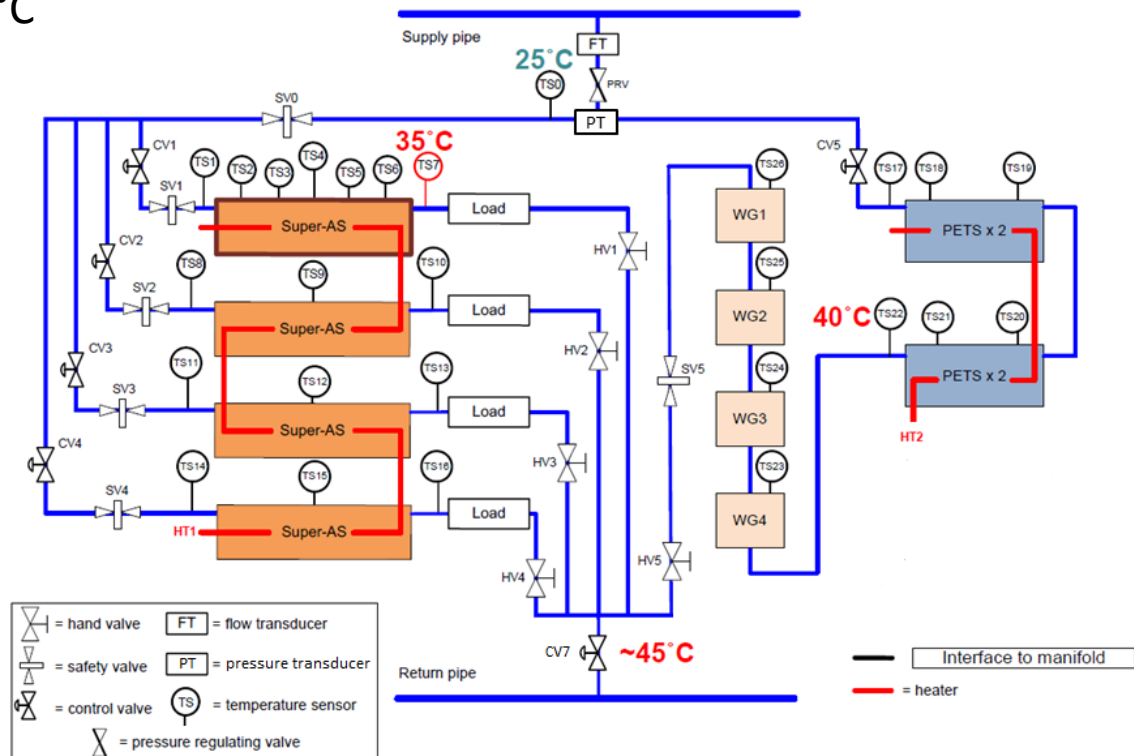 °C
Supply pipe
FT
25°C
TS0
PRV
PT
SV0
CV1
TS1
TS2
TS3
TS4
TS5
TS6
35°C
TS7
SV1
Super-AS
Load
HV1
CV2
TS8
TS9
TS10
SV2
Super-AS
Load
HV2
CV3
TS11
TS12
TS13
SV3
Super-AS
Load
HV3
CV4
TS14
TS15
TS16
SV4
HT1
Super-AS
Load
HV4
SV5
HV5
TS26
WG1
TS25
WG2
TS24
WG3
TS23
WG4
CV5
TS17
TS18
TS19
PETS x 2
40°C
TS22
TS21
TS20
PETS x 2
HT2
CV7
~45°C
Return pipe
= hand valve
FT
= flow transducer
= safety valve
PT
= pressure transducer
= control valve
TS
= temperature sensor
= pressure regulating valve
Interface to manifold
= heater